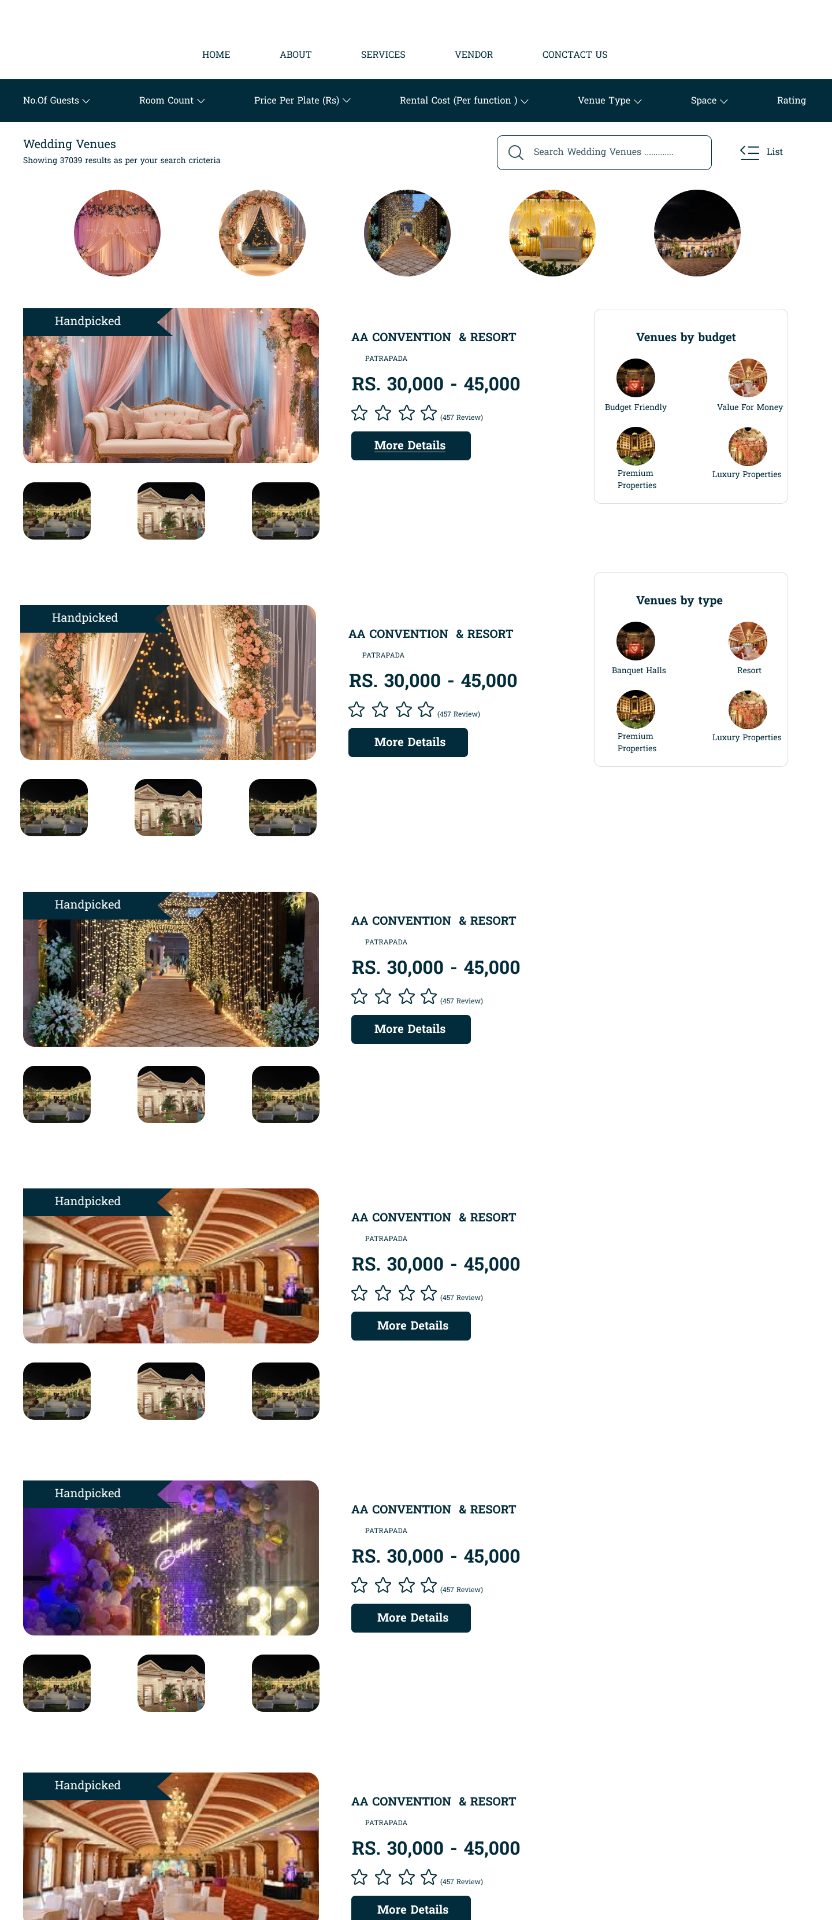 HOME ABOUT SERVICES VENDOR CONCTACT US
No.Of Guests Room Count Price Per Plate (Rs) Rental Cost (Per function ) Venue Type Space Rating
Wedding Venues
Showing 37039 results as per your search cricteria
Search Wedding Venues .............
List
Handpicked
AA CONVENTION & RESORT
PATRAPADA
RS. 30,000 - 45,000
(457 Review)
More Details
Venues by budget
Budget Friendly
Value For Money
Premium
Properties
Luxury Properties
Handpicked
AA CONVENTION & RESORT
PATRAPADA
RS. 30,000 - 45,000
(457 Review)
More Details
Venues by type
Banquet Halls
Resort
Premium
Properties
Luxury Properties
Handpicked
AA CONVENTION & RESORT
PATRAPADA
RS. 30,000 - 45,000
(457 Review)
More Details
Handpicked
AA CONVENTION & RESORT
PATRAPADA
RS. 30,000 - 45,000
(457 Review)
More Details
Handpicked
Happy
Birthday
32
AA CONVENTION & RESORT
PATRAPADA
RS. 30,000 - 45,000
(457 Review)
More Details
Handpicked
AA CONVENTION & RESORT
PATRAPADA
RS. 30,000 - 45,000
(457 Review)
More Details